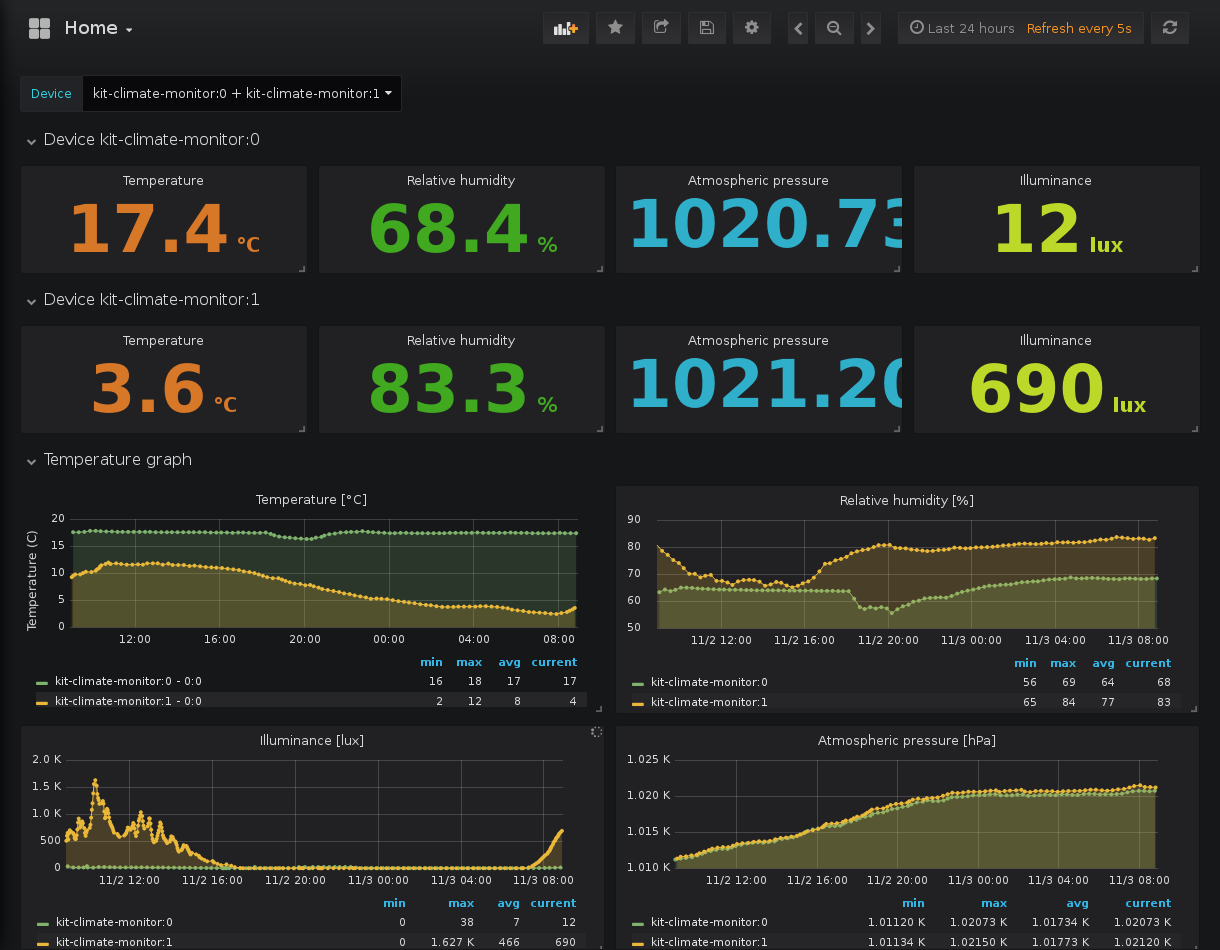 Home
Last 24 hours Refresh every 5s
Device kit-climate-monitor:0 + kit-climate-monitor:1
Device kit-climate-monitor:0
Temperature Relative humidity Atmospheric pressure Illuminance
17.4 °C 68.4 % 1020.73 12 lux
Device kit-climate-monitor:1
Temperature Relative humidity Atmospheric pressure Illuminance
3.6 °C 83.3 % 1021.20 690 lux
Temperature graph
Temperature [°C]
Temperature (C)
20
15
10
5
0
12:00 16:00 20:00 00:00 04:00 08:00
min max avg current
kit-climate-monitor:0 - 0:0 16 18 17 17
kit-climate-monitor:1 - 0:0 2 12 8 4
Relative humidity [%]
90
80
70
60
50
11/2 12:00 11/2 16:00 11/2 20:00 11/3 00:00 11/3 04:00 11/3 08:00
min max avg current
kit-climate-monitor:0 56 69 64 68
kit-climate-monitor:1 65 84 77 83
Illuminance [lux]
2.0 K
1.5 K
1.0 K
500
0
11/2 12:00 11/2 16:00 11/2 20:00 11/3 00:00 11/3 04:00 11/3 08:00
min max avg current
kit-climate-monitor:0 0 38 7 12
kit-climate-monitor:1 0 1.627 K 466 690
Atmospheric pressure [hPa]
1.025 K
1.020 K
1.015 K
1.010 K
11/2 12:00 11/2 16:00 11/2 20:00 11/3 00:00 11/3 04:00 11/3 08:00
min max avg current
kit-climate-monitor:0 1.01120 K 1.02073 K 1.01734 K 1.02073 K
kit-climate-monitor:1 1.01134 K 1.02150 K 1.01773 K 1.02120 K